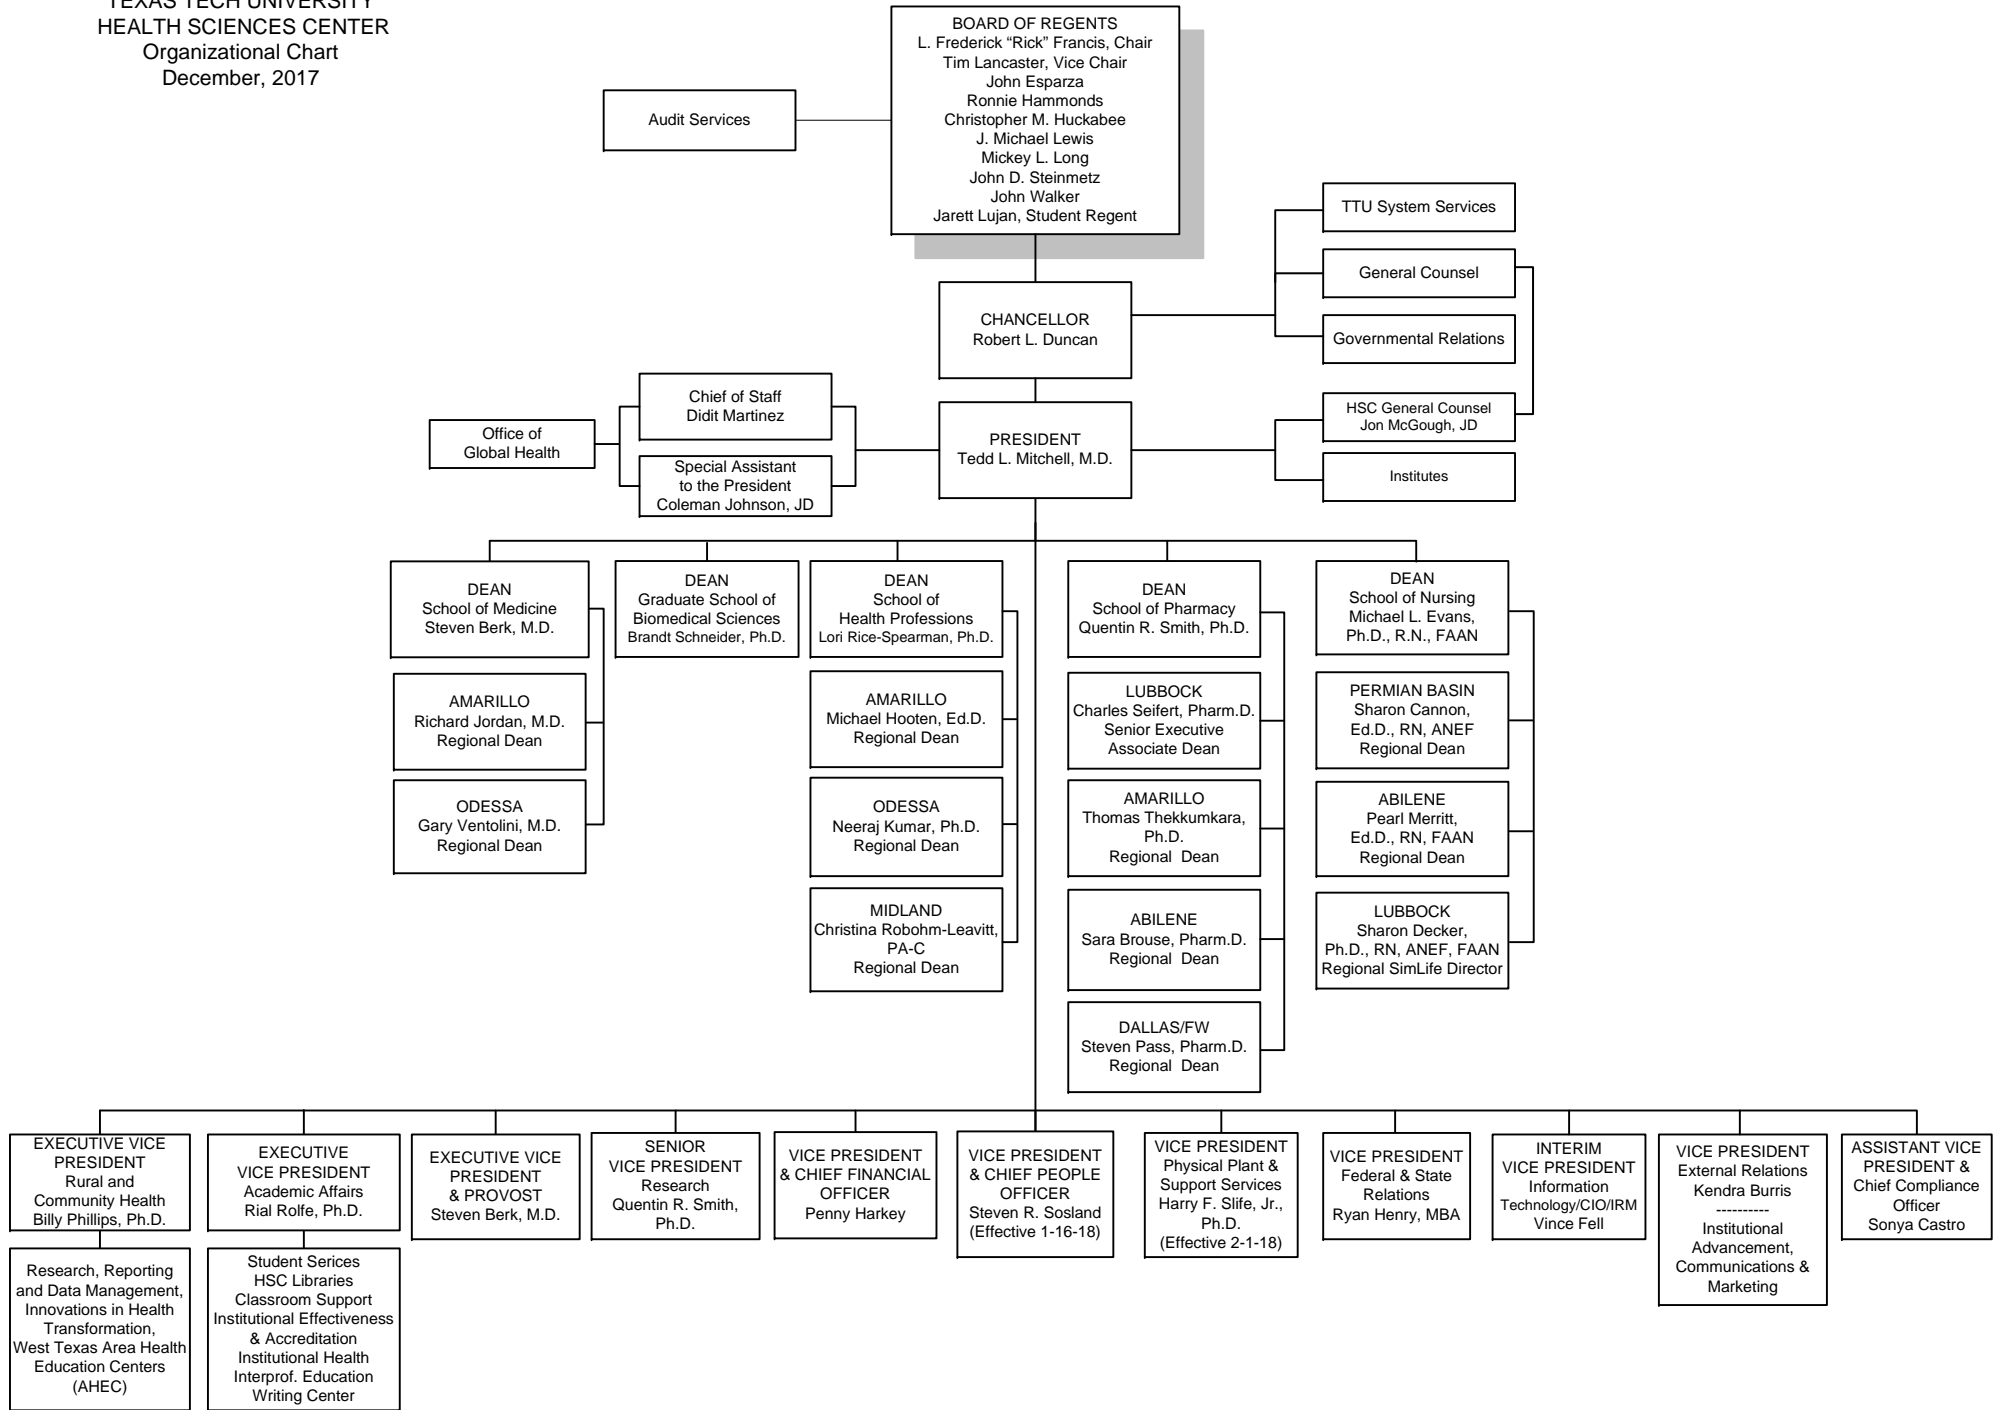 TEXAS TECH UNIVERSITY
HEALTH SCIENCES CENTER
Organizational Chart
December, 2017
BOARD OF REGENTS
L. Frederick “Rick” Francis, Chair
Tim Lancaster, Vice Chair
John Esparza
Ronnie Hammonds
Christopher M. Huckabee
J. Michael Lewis
Mickey L. Long
John D. Steinmetz
John Walker
Jarett Lujan, Student Regent
Audit Services
TTU System Services
General Counsel
Governmental Relations
CHANCELLOR
Robert L. Duncan
Chief of Staff
Didit Martinez
Office of
Global Health
Special Assistant
to the President
Coleman Johnson, JD
PRESIDENT
Tedd L. Mitchell, M.D.
HSC General Counsel
Jon McGough, JD
Institutes
DEAN
School of Medicine
Steven Berk, M.D.
AMARILLO
Richard Jordan, M.D.
Regional Dean
ODESSA
Gary Ventolini, M.D.
Regional Dean
DEAN
Graduate School of
Biomedical Sciences
Brandt Schneider, Ph.D.
DEAN
School of
Health Professions
Lori Rice-Spearman, Ph.D.
AMARILLO
Michael Hooten, Ed.D.
Regional Dean
ODESSA
Neeraj Kumar, Ph.D.
Regional Dean
MIDLAND
Christina Robohm-Leavitt,
PA-C
Regional Dean
DEAN
School of Pharmacy
Quentin R. Smith, Ph.D.
LUBBOCK
Charles Seifert, Pharm.D.
Senior Executive
Associate Dean
AMARILLO
Thomas Thekkumkara,
Ph.D.
Regional  Dean
ABILENE
Sara Brouse, Pharm.D.
Regional  Dean
DALLAS/FW
Steven Pass, Pharm.D.
Regional  Dean
DEAN
School of Nursing
Michael L. Evans,
Ph.D., R.N., FAAN
PERMIAN BASIN
Sharon Cannon,
Ed.D., RN, ANEF
Regional Dean
ABILENE
Pearl Merritt,
Ed.D., RN, FAAN
Regional Dean
LUBBOCK
Sharon Decker,
Ph.D., RN, ANEF, FAAN
Regional SimLife Director
EXECUTIVE VICE
PRESIDENT
Rural and
Community Health
Billy Phillips, Ph.D.
Research, Reporting
and Data Management,
Innovations in Health
Transformation,
West Texas Area Health
Education Centers
(AHEC)
EXECUTIVE
VICE PRESIDENT
Academic Affairs
Rial Rolfe, Ph.D.
Student Serices
HSC Libraries
Classroom Support
Institutional Effectiveness
& Accreditation
Institutional Health
Interprof. Education
Writing Center
EXECUTIVE VICE
PRESIDENT
& PROVOST
Steven Berk, M.D.
SENIOR
VICE PRESIDENT
Research
Quentin R. Smith,
Ph.D.
VICE PRESIDENT
& CHIEF FINANCIAL
OFFICER
Penny Harkey
VICE PRESIDENT
& CHIEF PEOPLE
OFFICER
Steven R. Sosland
(Effective 1-16-18)
VICE PRESIDENT
Physical Plant &
Support Services
Harry F. Slife, Jr.,
Ph.D.
(Effective 2-1-18)
VICE PRESIDENT
Federal & State
Relations
Ryan Henry, MBA
INTERIM
VICE PRESIDENT
Information
Technology/CIO/IRM
Vince Fell
VICE PRESIDENT
External Relations
Kendra Burris
----------
Institutional
Advancement,
Communications &
Marketing
ASSISTANT VICE
PRESIDENT &
Chief Compliance
Officer
Sonya Castro